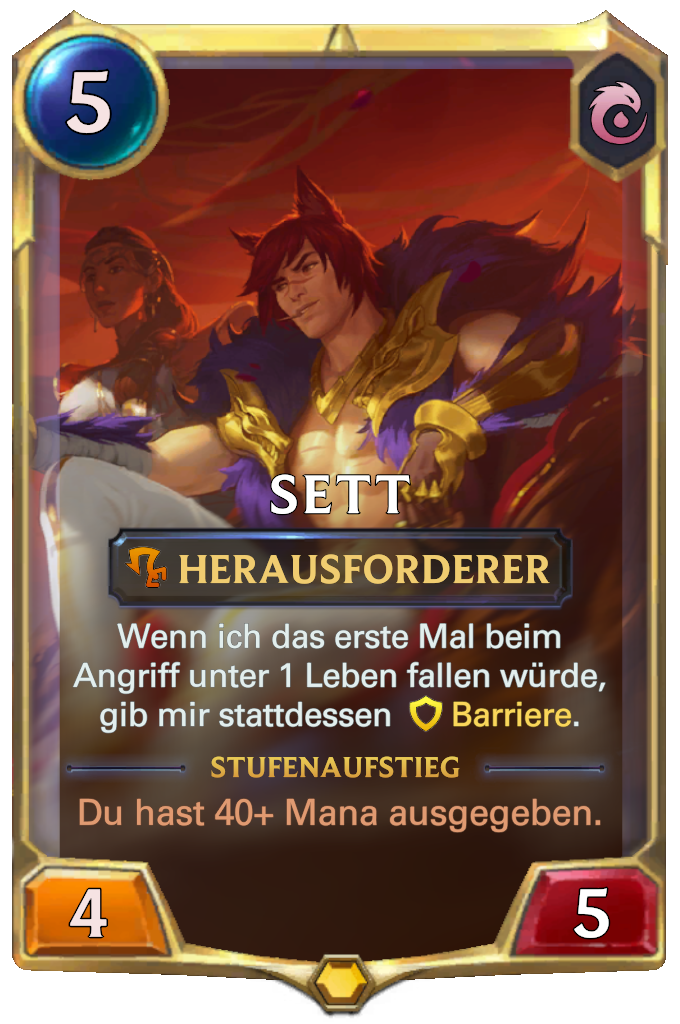 5
SETT
HERAUSFORDERER
Wenn ich das erste Mal beim
Angriff unter 1 Leben fallen würde,
gib mir stattdessen Barriere.
STUFENAUFSTIEG
Du hast 40+ Mana ausgegeben.
4
5